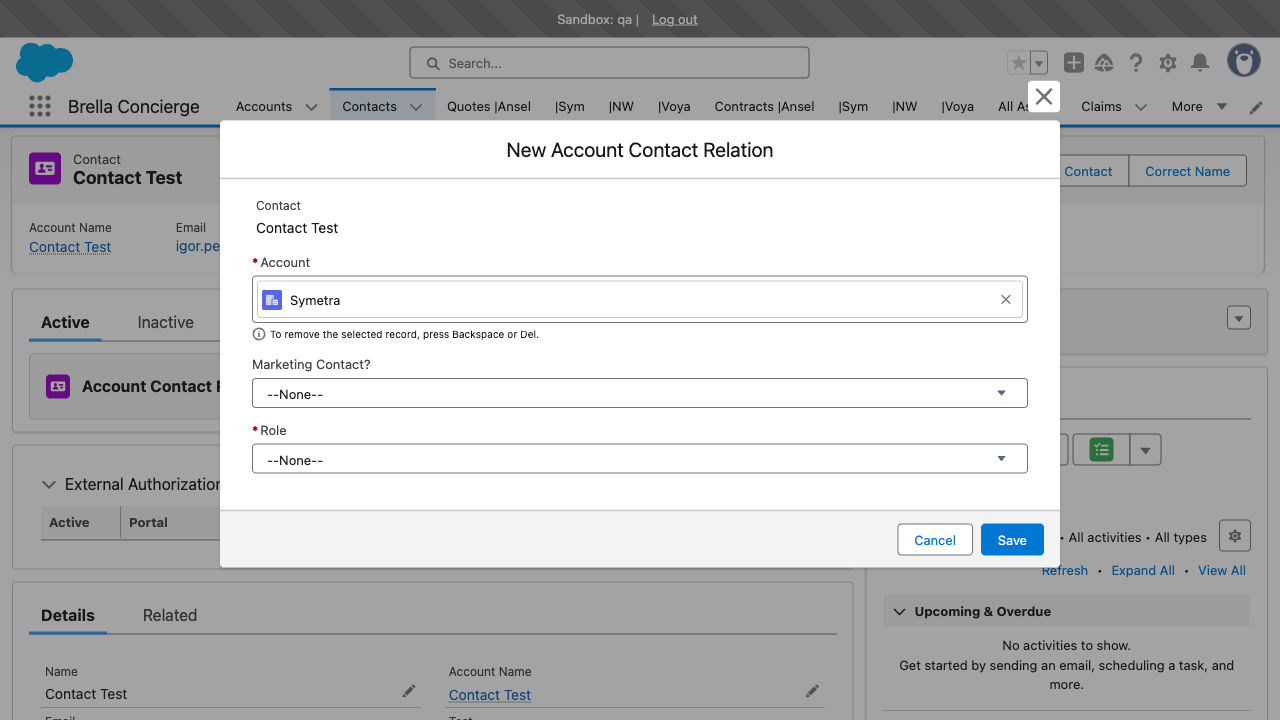 Sandbox: qa | Log out
Search...
Brella Concierge Accounts Contacts Quotes |Ansel |Sym |NW |Voya Contracts |Ansel |Sym |NW |Voya All As Claims More
New Account Contact Relation
Contact
Contact Test
Contact Correct Name
Account Name
Contact Test
Email
igor.pe
Contact
Contact Test
*Account
Symetra
To remove the selected record, press Backspace or Del.
Marketing Contact?
--None--
*Role
--None--
Cancel Save
Active Inactive
Account Contact R
External Authorization
Active Portal
Details Related
Name
Contact Test
Account Name
Contact Test
Email
• All activities • All types
Refresh • Expand All • View All
Upcoming & Overdue
No activities to show.
Get started by sending an email, scheduling a task, and
more.